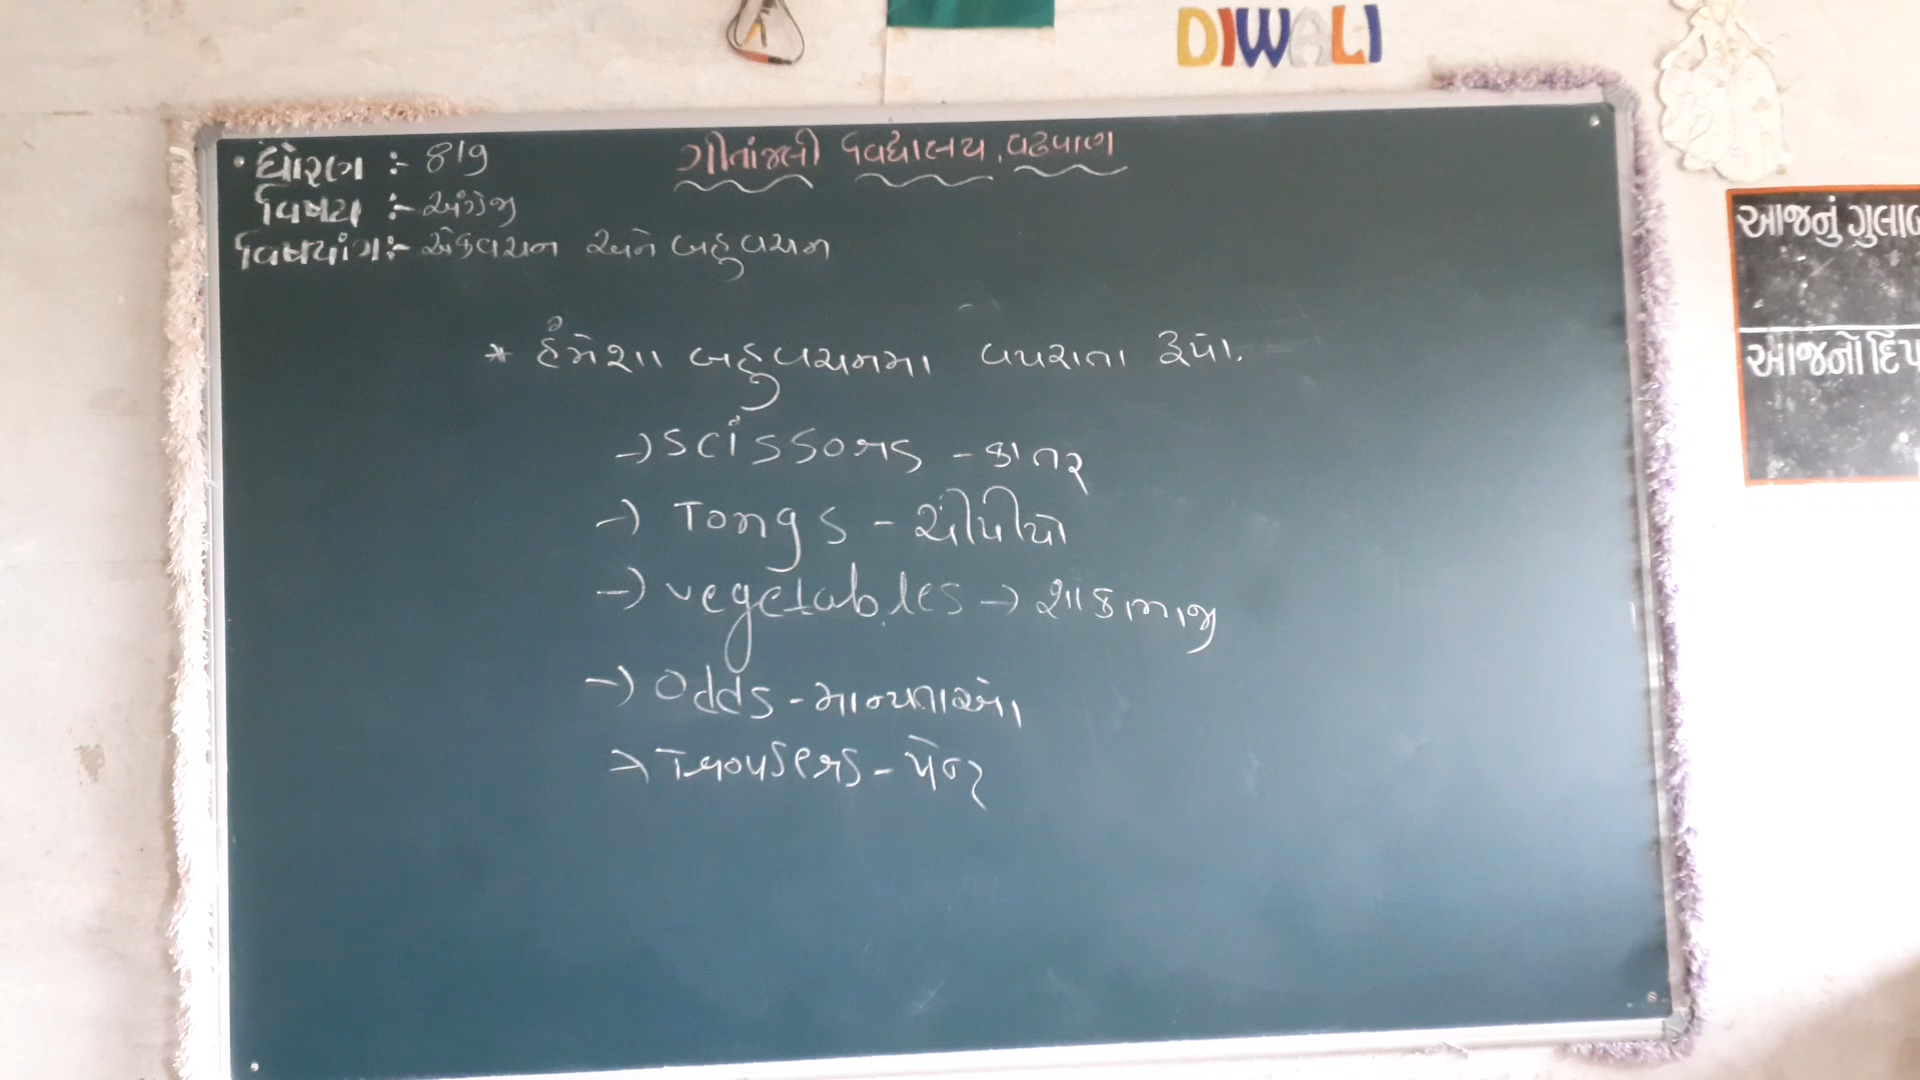 DIWALI
ગીતાંજલી વિદ્યાલય, વઢવાણ
ધોરણ :- 8/9
વિષય :- અંગ્રેજી
વિષયાંગ :- એકવચન અને બહુવચન
* હંમેશા બહુવચનમા વપરાતા રૂપો.
→ scissors - કાતર
→ Tongs - ચીપીયો
→ vegetables → શાકભાજી
→ Odds - માન્યતાઓ
→ Trousers - પેન્ટ
આજનું ગુલાબ
આજનો દિપ